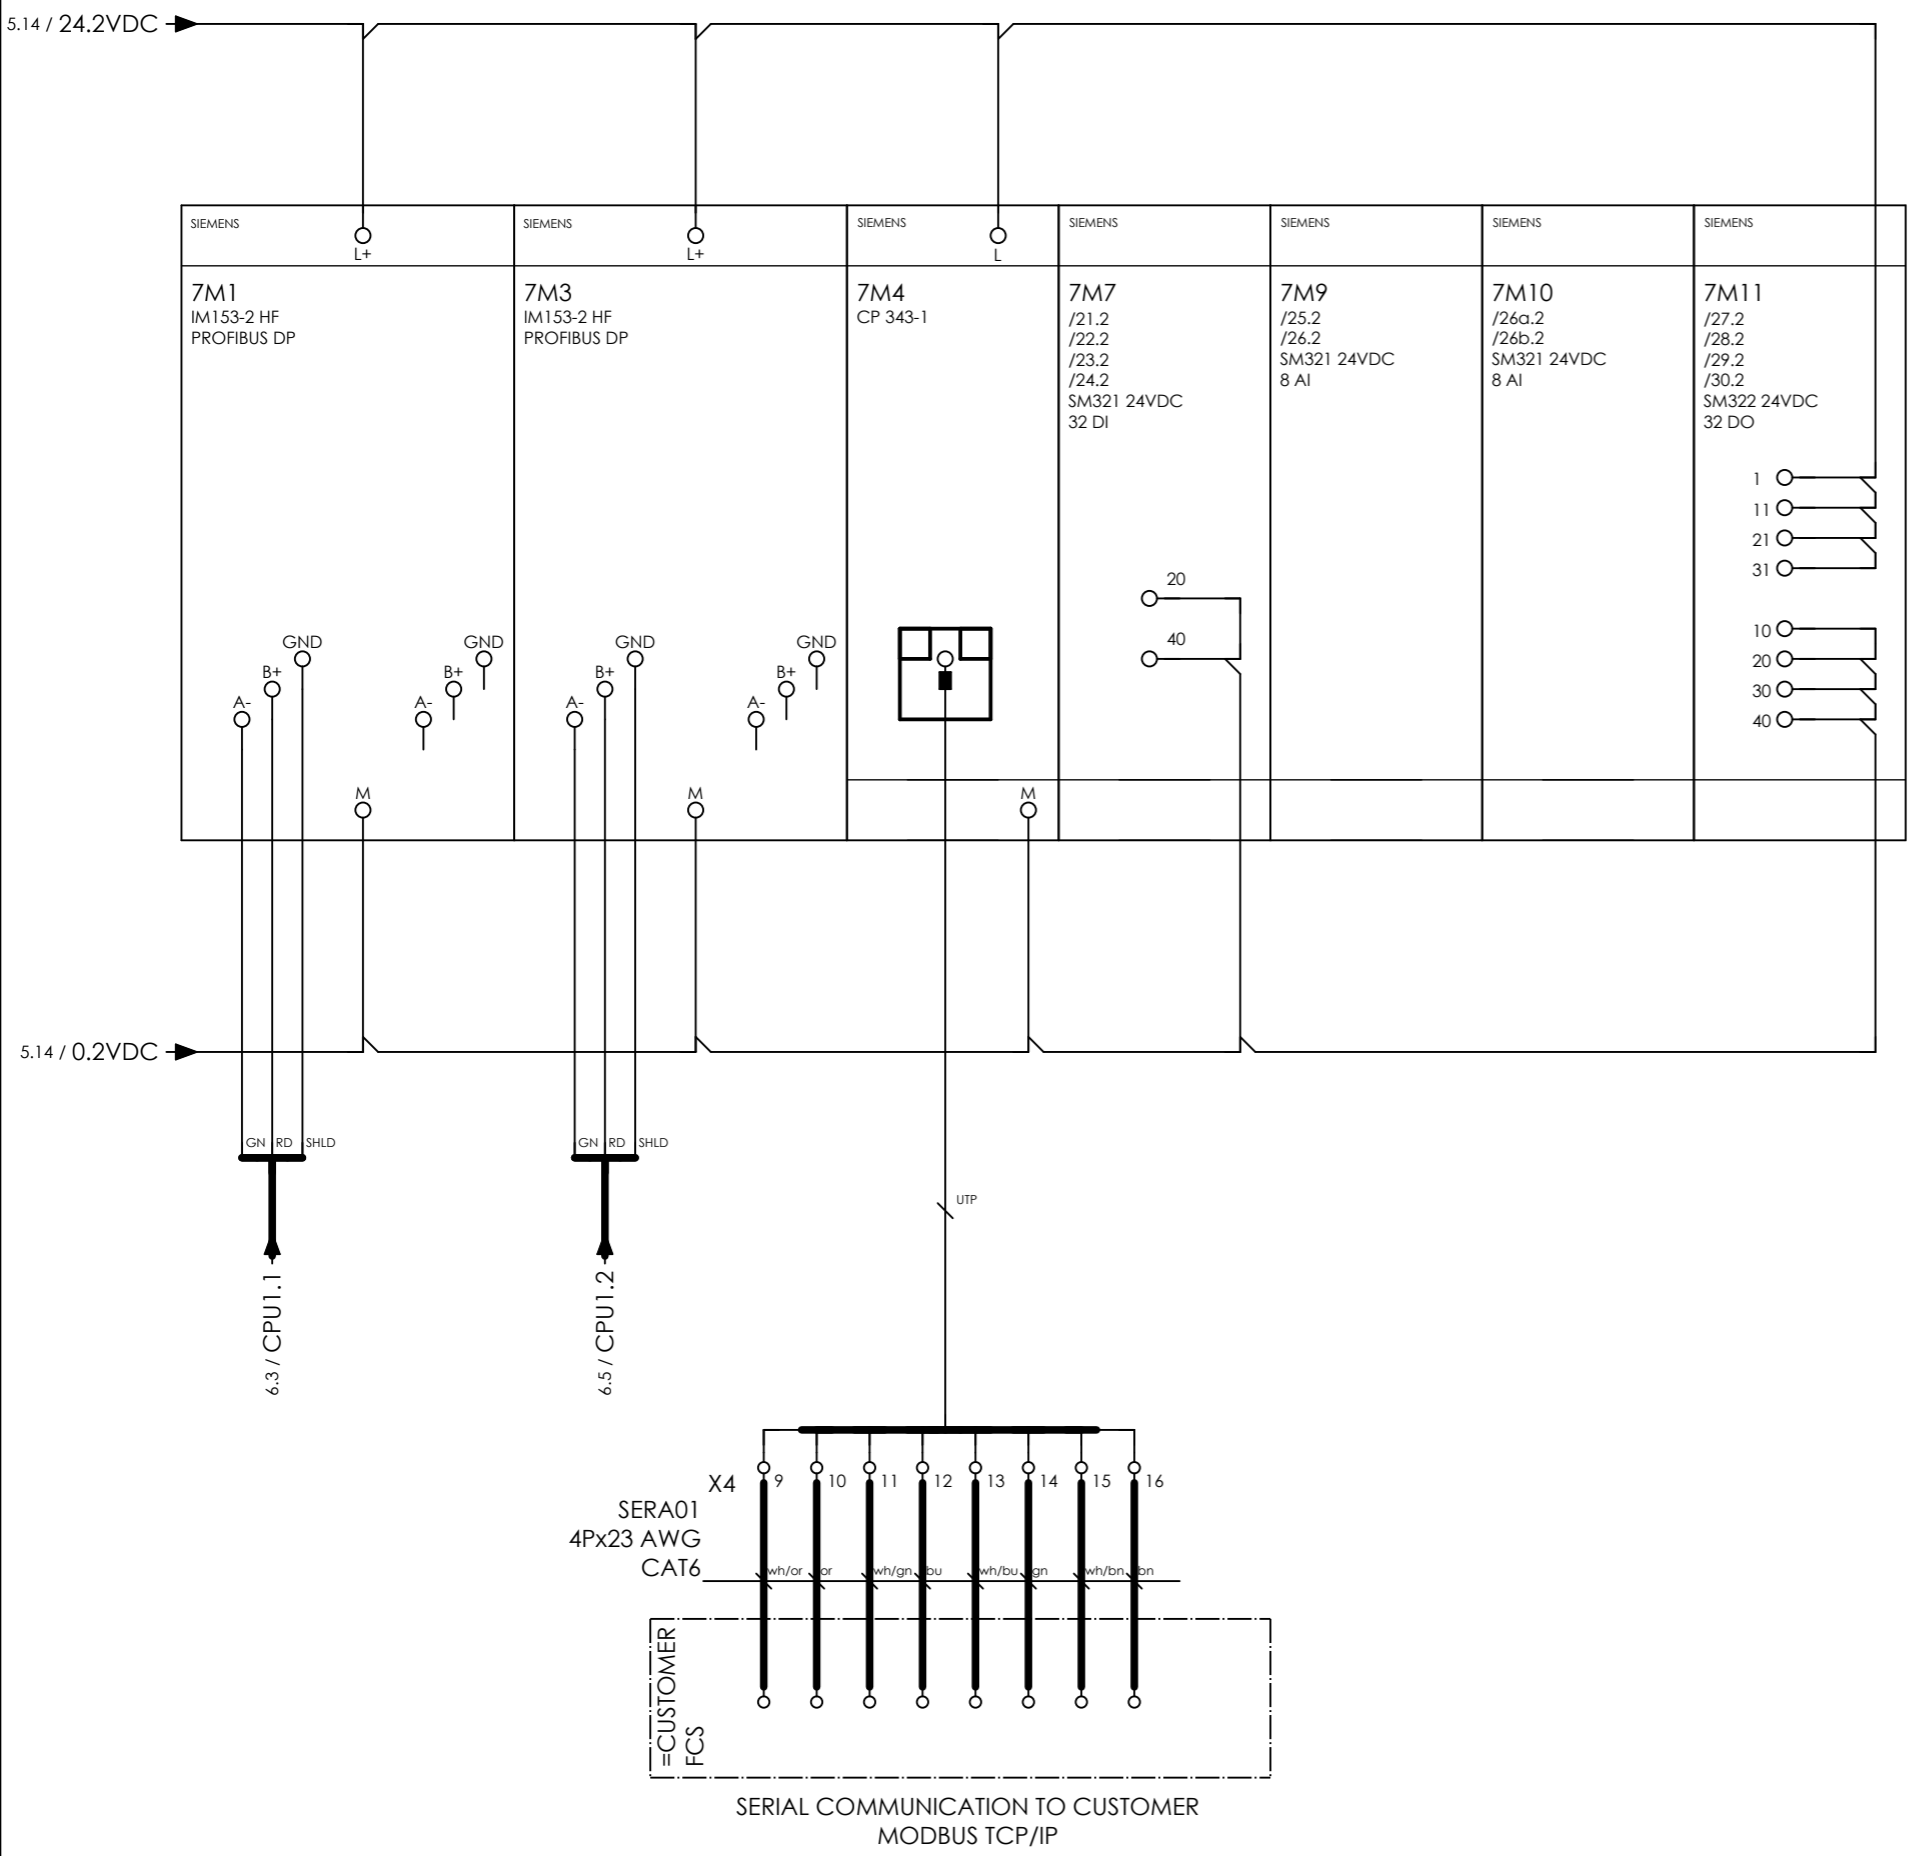 5.14 / 24.2VDC
SIEMENS
L+
SIEMENS
L+
SIEMENS
L
SIEMENS
SIEMENS
SIEMENS
SIEMENS
7M1
IM153-2 HF
PROFIBUS DP
7M3
IM153-2 HF
PROFIBUS DP
7M4
CP 343-1
7M7
/21.2
/22.2
/23.2
/24.2
SM321 24VDC
32 DI
7M9
/25.2
/26.2
SM321 24VDC
8 AI
7M10
/26a.2
/26b.2
SM321 24VDC
8 AI
7M11
/27.2
/28.2
/29.2
/30.2
SM322 24VDC
32 DO
1
11
21
31
10
20
30
40
20
40
GND
B+
A-
GND
B+
A-
M
GND
B+
A-
GND
B+
A-
M
M
5.14 / 0.2VDC
GN RD SHLD
GN RD SHLD
6.3 / CPU1.1
6.5 / CPU1.2
UTP
X4 9 10 11 12 13 14 15 16
SERA01
4Px23 AWG
CAT6
wh/or or wh/gn bu wh/bu gn wh/bn bn
=CUSTOMER
FCS
SERIAL COMMUNICATION TO CUSTOMER
MODBUS TCP/IP